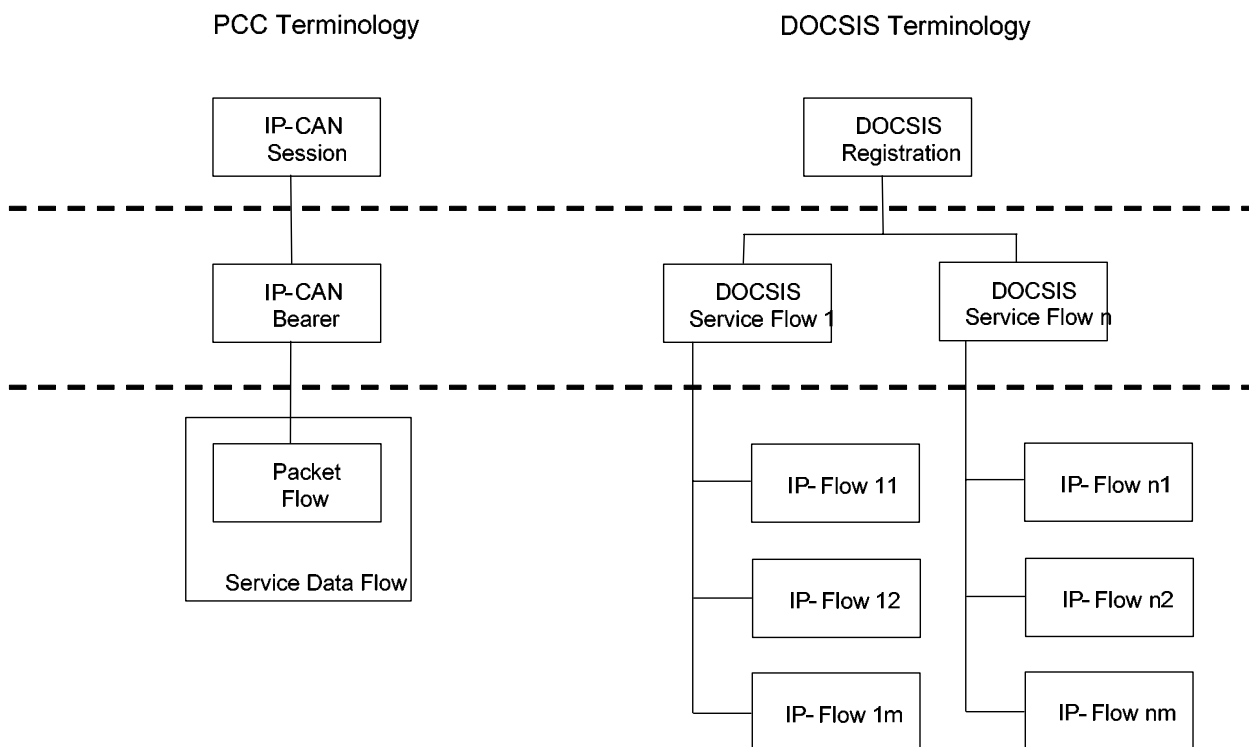 PCC Terminology
DOCSIS Terminology
IP-CAN
Session
DOCSIS
Registration
IP-CAN
Bearer
DOCSIS
Service Flow 1
DOCSIS
Service Flow n
Packet
Flow
Service Data Flow
IP- Flow 11
IP- Flow n1
IP- Flow 12
IP- Flow n2
IP- Flow 1m
IP- Flow nm